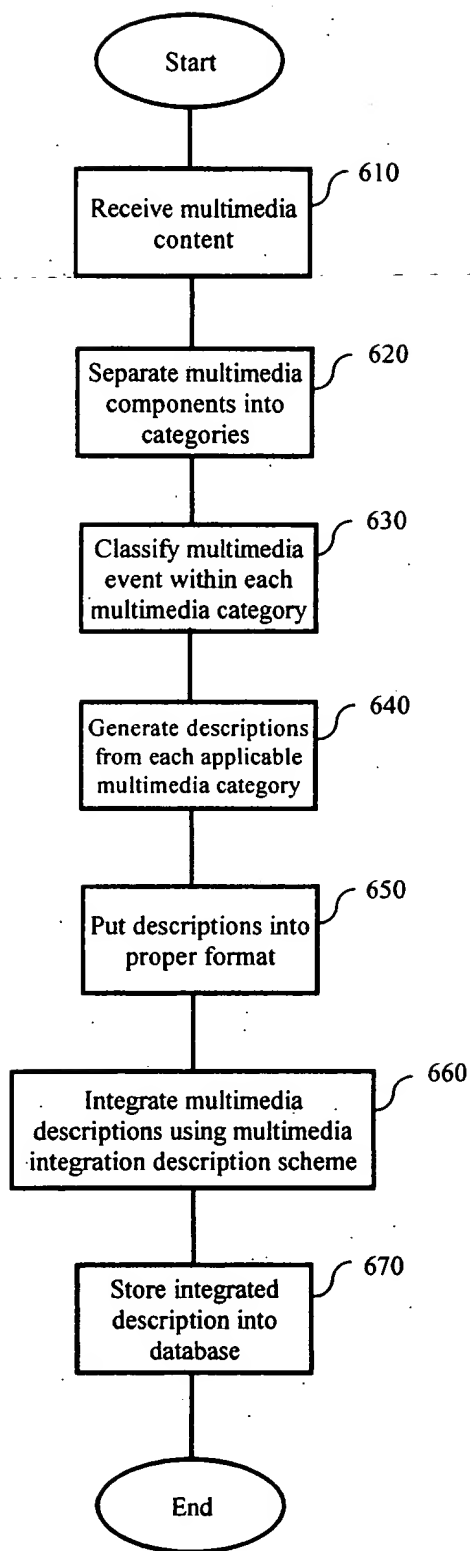 Start
610
Receive multimedia
content
620
Separate multimedia
components into
categories
630
Classify multimedia
event within each
multimedia category
640
Generate descriptions
from each applicable
multimedia category
650
Put descriptions into
proper format
660
Integrate multimedia
descriptions using multimedia
integration description scheme
670
Store integrated
description into
database
End